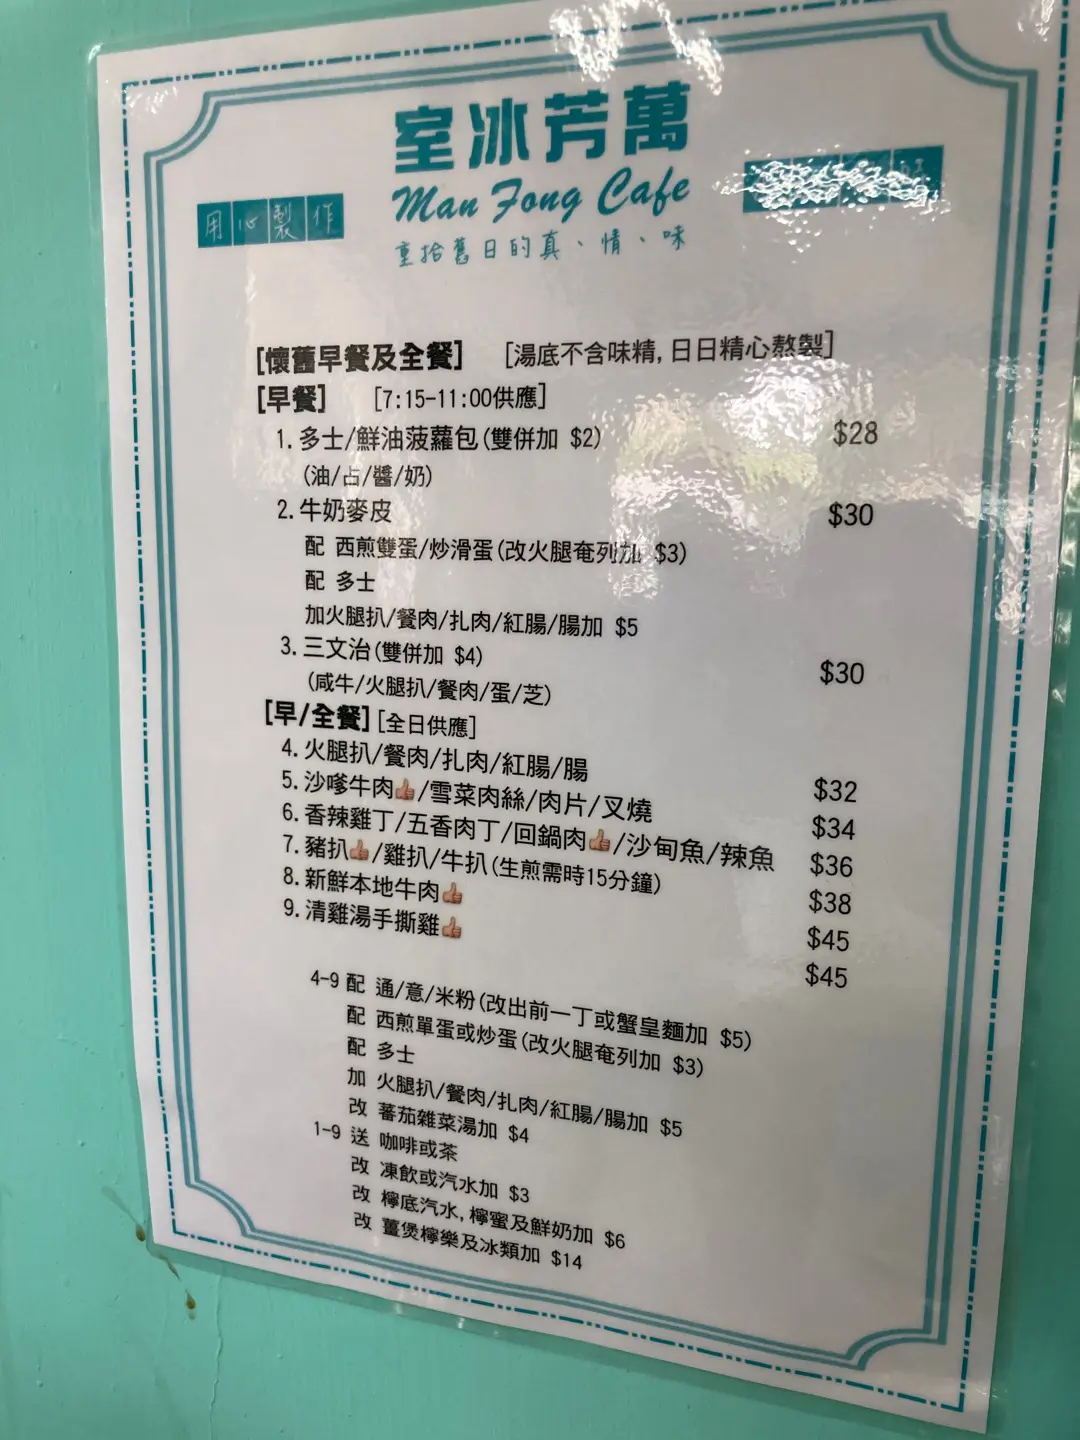 室冰芳萬
Man Fong Cafe
用心製作
重拾舊日的真、情、味
[懷舊早餐及全餐] [湯底不含味精,日日精心熬製]
[早餐] [7:15-11:00供應]
1. 多士/鮮油菠蘿包(雙併加 $2) $28
(油/占/醬/奶)
2. 牛奶麥皮 $30
配 西煎雙蛋/炒滑蛋(改火腿奄列加 $3)
配 多士
加火腿扒/餐肉/扎肉/紅腸/腸加 $5
3. 三文治(雙併加 $4) $30
(咸牛/火腿扒/餐肉/蛋/芝)
[早/全餐] [全日供應]
4. 火腿扒/餐肉/扎肉/紅腸/腸 $32
5. 沙嗲牛肉👍/雪菜肉絲/肉片/叉燒 $34
6. 香辣雞丁/五香肉丁/回鍋肉👍/沙甸魚/辣魚 $36
7. 豬扒👍/雞扒/牛扒(生煎需時15分鐘) $38
8. 新鮮本地牛肉👍 $45
9. 清雞湯手撕雞👍 $45
4-9 配 通/意/米粉(改出前一丁或蟹皇麵加 $5)
配 西煎單蛋或炒蛋(改火腿奄列加 $3)
配 多士
加 火腿扒/餐肉/扎肉/紅腸/腸加 $5
改 蕃茄雜菜湯加 $4
1-9 送 咖啡或茶
改 凍飲或汽水加 $3
改 檸底汽水,檸蜜及鮮奶加 $6
改 薑煲檸樂及冰類加 $14